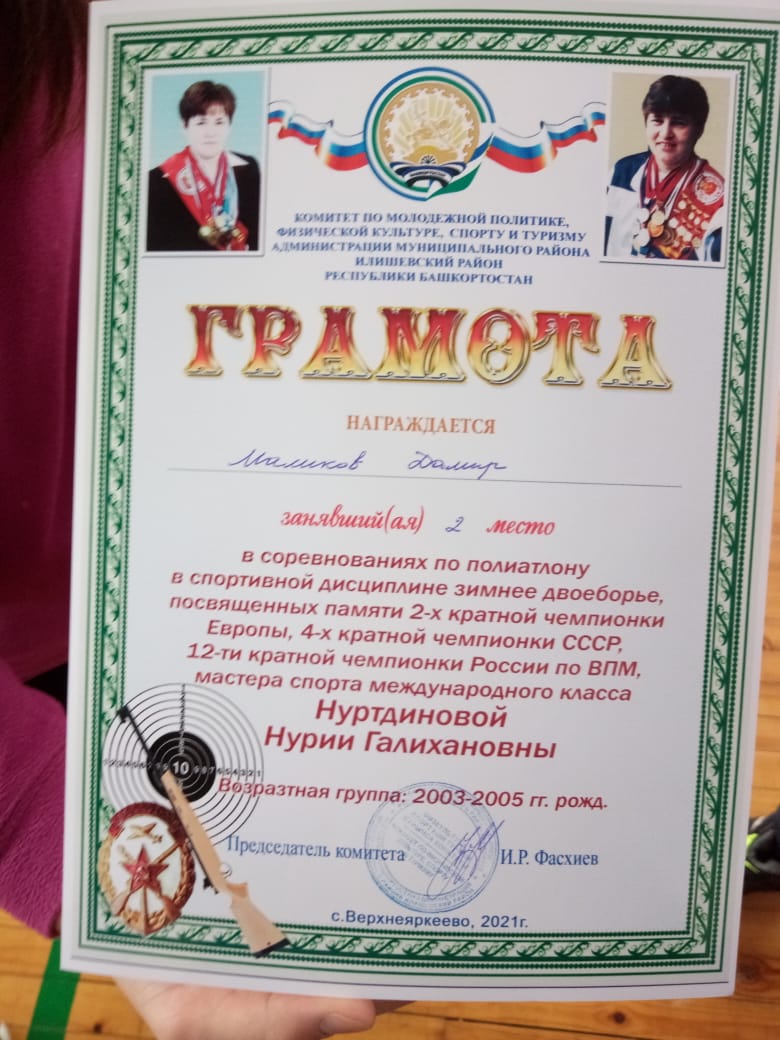 БАШКОРТОСТАН
КОМИТЕТ ПО МОЛОДЕЖНОЙ ПОЛИТИКЕ,
ФИЗИЧЕСКОЙ КУЛЬТУРЕ, СПОРТУ И ТУРИЗМУ
АДМИНИСТРАЦИИ МУНИЦИПАЛЬНОГО РАЙОНА
ИЛИШЕВСКИЙ РАЙОН
РЕСПУБЛИКИ БАШКОРТОСТАН
ГРАМОТА
НАГРАЖДАЕТСЯ
Маликов Дамир
занявший(ая) 2 место
в соревнованиях по полиатлону
в спортивной дисциплине зимнее двоеборье,
посвященных памяти 2-х кратной чемпионки
Европы, 4-х кратной чемпионки СССР,
12-ти кратной чемпионки России по ВПМ,
мастера спорта международного класса
Нуртдиновой
Нурии Галихановны
10
Возрастная группа: 2003-2005 гг. рожд.
Председатель комитета И.Р. Фасхиев
с.Верхнеяркеево, 2021г.